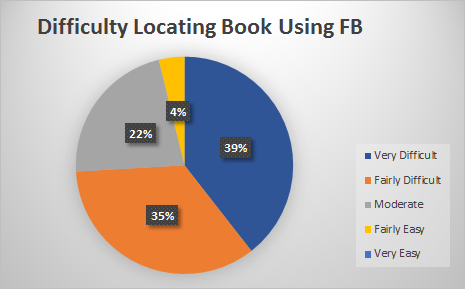 Difficulty Locating Book Using FB
4%
22%
39%
35%
Very Difficult
Fairly Difficult
Moderate
Fairly Easy
Very Easy